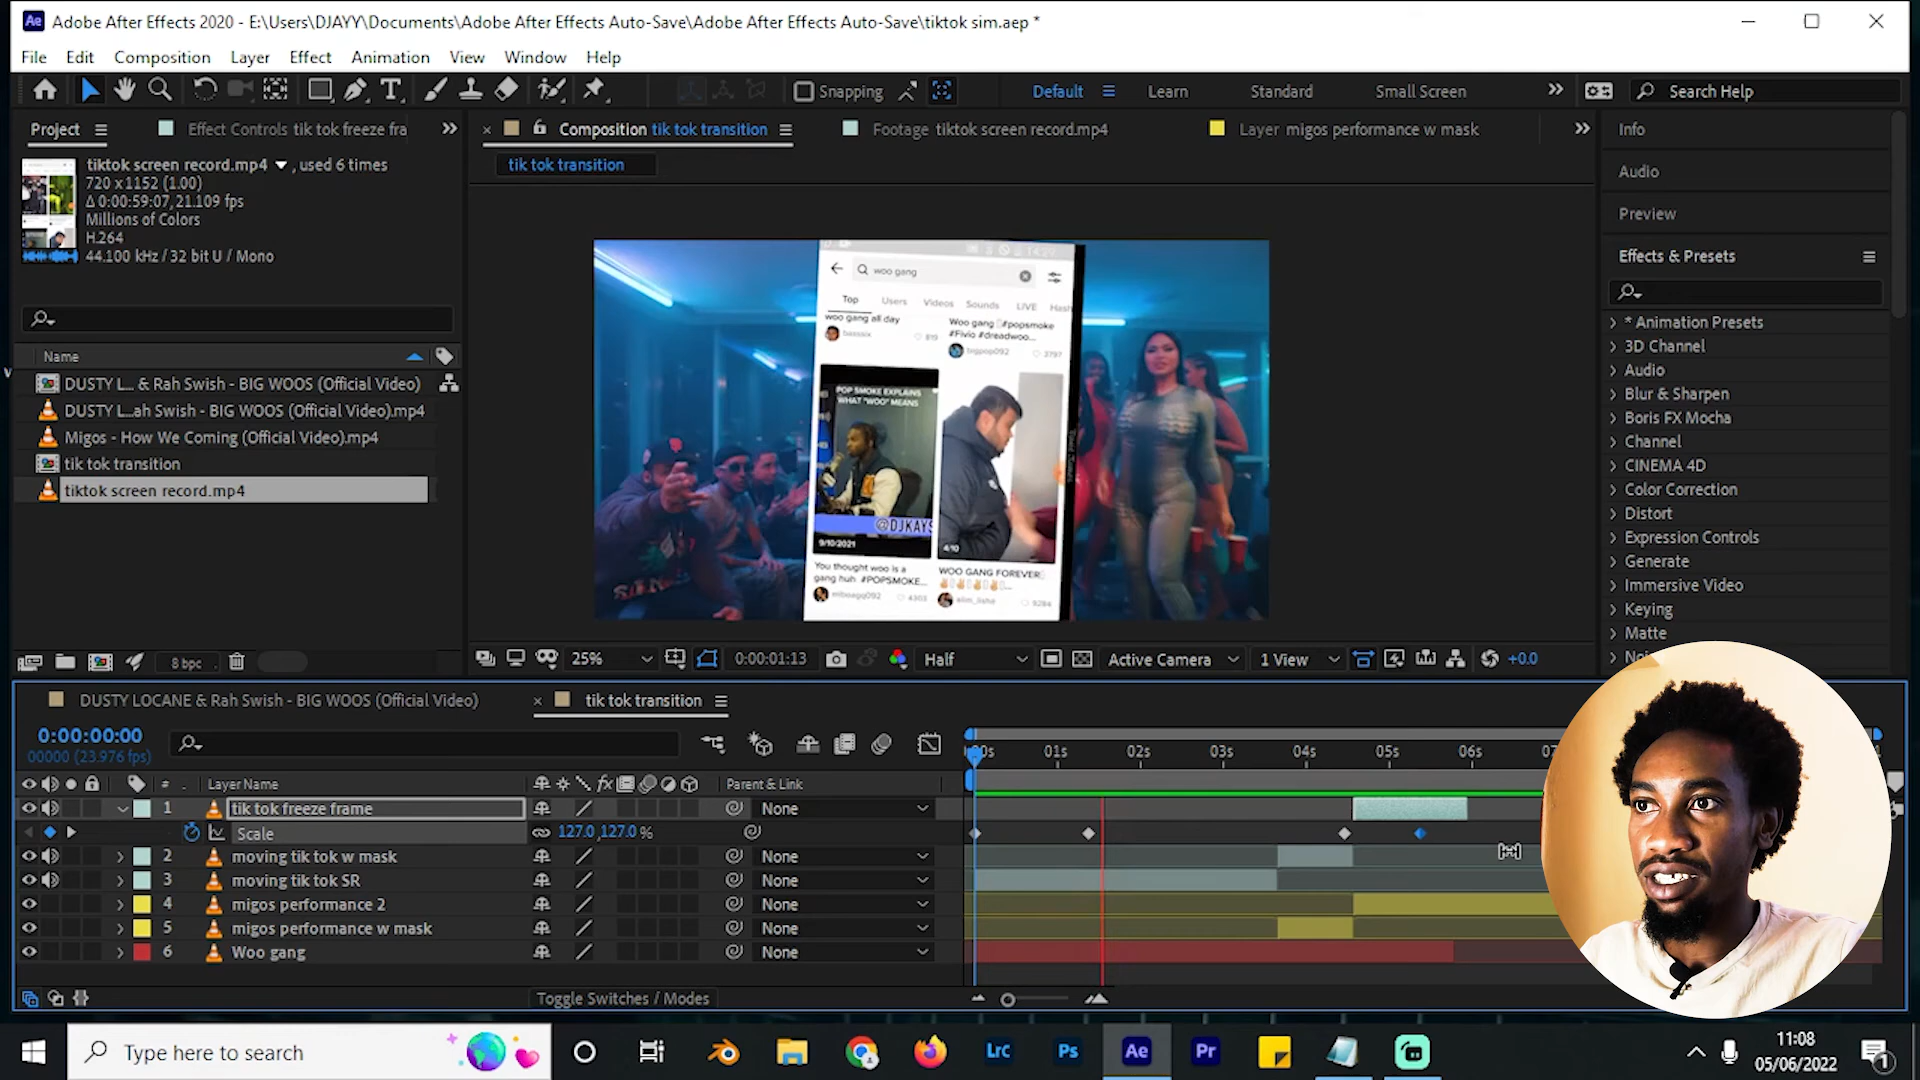 Adobe After Effects 2020 - E:\Users\DJAYY\Documents\Adobe After Effects Auto-Save\Adobe After Effects Auto-Save\tiktok sim.aep *
File Edit Composition Layer Effect Animation View Window Help
Snapping Default Learn Standard Small Screen Search Help
Project Effect Controls tik tok freeze fra
Composition tik tok transition Footage tiktok screen record.mp4 Layer migos performance w mask
tik tok transition
tiktok screen record.mp4 , used 6 times
720 x 1152 (1.00)
Δ 0:00:59:07, 21.109 fps
Millions of Colors
H.264
44.100 kHz / 32 bit U / Mono
Name
DUSTY L... & Rah Swish - BIG WOOS (Official Video)
DUSTY L...ah Swish - BIG WOOS (Official Video).mp4
Migos - How We Coming (Official Video).mp4
tik tok transition
tiktok screen record.mp4
8 bpc
woo gang
Top Users Videos Sounds LIVE Hash
woo gang all day
819
Woo gang #popsmoke
#Fivio #dreadwoo...
bigpop092 2797
POP SMOKE EXPLAINS
WHAT "WOO" MEANS
@DJKAYS
9/10/2021
4/10
You thought woo is a
gang huh #POPSMOKE...
4303
WOO GANG FOREVER
9284
25% 0:00:01:13 Half Active Camera 1 View +0.0
Info
Audio
Preview
Effects & Presets
* Animation Presets
3D Channel
Audio
Blur & Sharpen
Boris FX Mocha
Channel
CINEMA 4D
Color Correction
Distort
Expression Controls
Generate
Immersive Video
Keying
Matte
DUSTY LOCANE & Rah Swish - BIG WOOS (Official Video) tik tok transition
0:00:00:00
00000 (23.976 fps)
01s 02s 03s 04s 05s 06s
# Layer Name Parent & Link
1 tik tok freeze frame None
Scale 127.0,127.0 %
2 moving tik tok w mask None
3 moving tik tok SR None
4 migos performance 2 None
5 migos performance w mask None
6 Woo gang None
Toggle Switches / Modes
Type here to search
Lrc Ps Ae Pr
11:08
05/06/2022
1